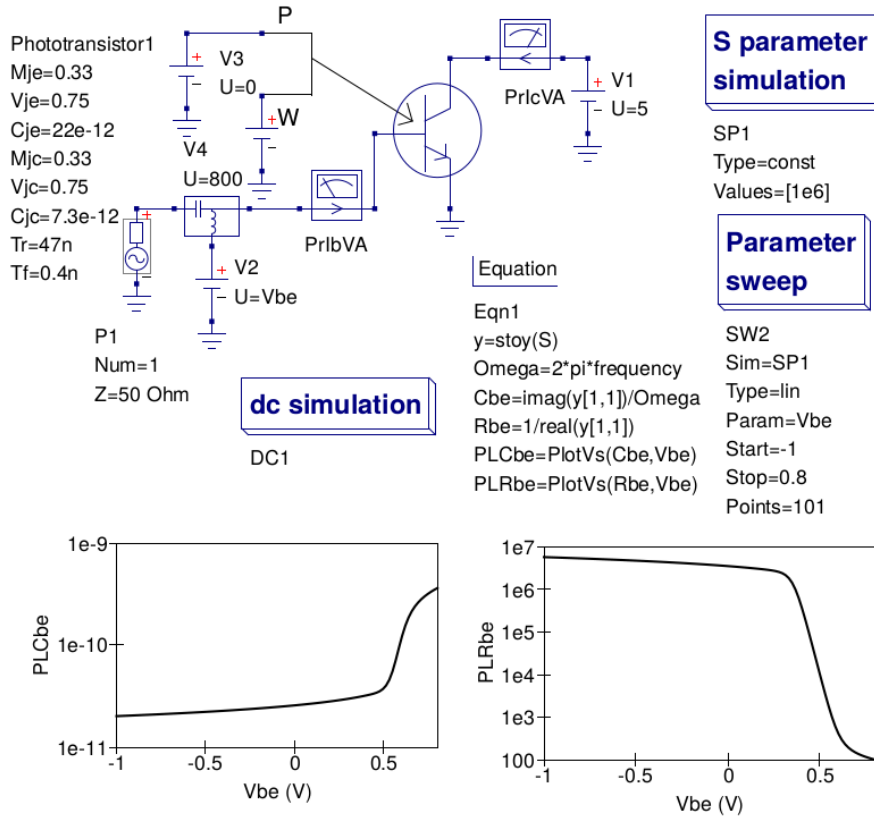 P
Phototransistor1
Mje=0.33
Vje=0.75
Cje=22e-12
Mjc=0.33
Vjc=0.75
Cjc=7.3e-12
Tr=47n
Tf=0.4n
+
V3
U=0
-
+
W
-
V4
U=800
PrIbVA
PrIcVA
+
V1
U=5
-
+
-
+
V2
U=Vbe
-
P1
Num=1
Z=50 Ohm
dc simulation
DC1
Equation
Eqn1
y=stoy(S)
Omega=2*pi*frequency
Cbe=imag(y[1,1])/Omega
Rbe=1/real(y[1,1])
PLCbe=PlotVs(Cbe,Vbe)
PLRbe=PlotVs(Rbe,Vbe)
S parameter
simulation
SP1
Type=const
Values=[1e6]
Parameter
sweep
SW2
Sim=SP1
Type=lin
Param=Vbe
Start=-1
Stop=0.8
Points=101
1e-9
1e-10
1e-11
PLCbe
-1
-0.5
0
0.5
Vbe (V)
1e7
1e6
1e5
1e4
1e3
100
PLRbe
-1
-0.5
0
0.5
Vbe (V)